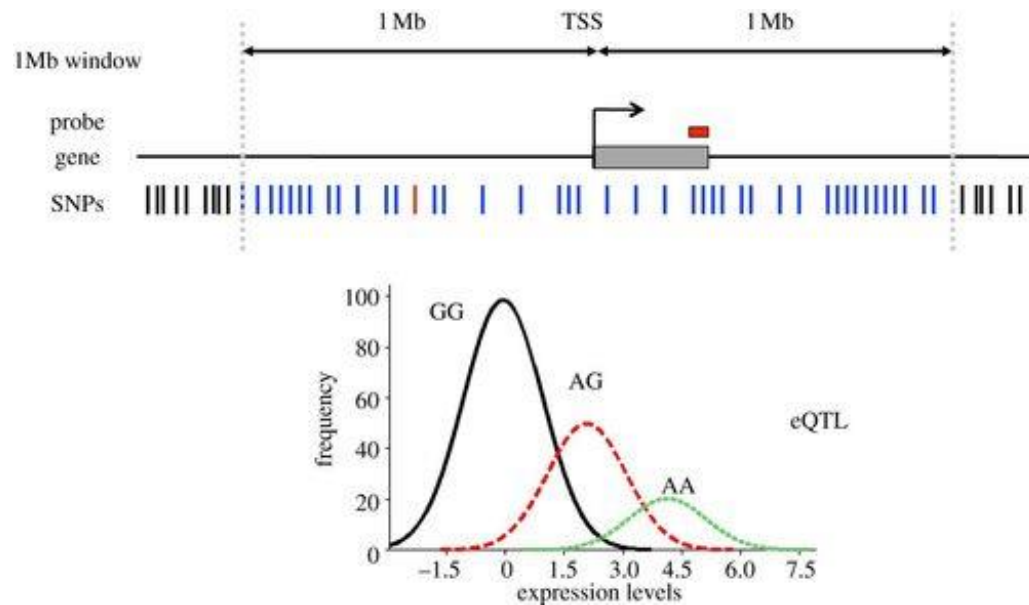 1 Mb TSS 1 Mb
1Mb window
probe
gene
SNPs
100
80
60
40
20
0
frequency
GG
AG
AA
eQTL
–1.5 0 1.5 3.0 4.5 6.0 7.5
expression levels